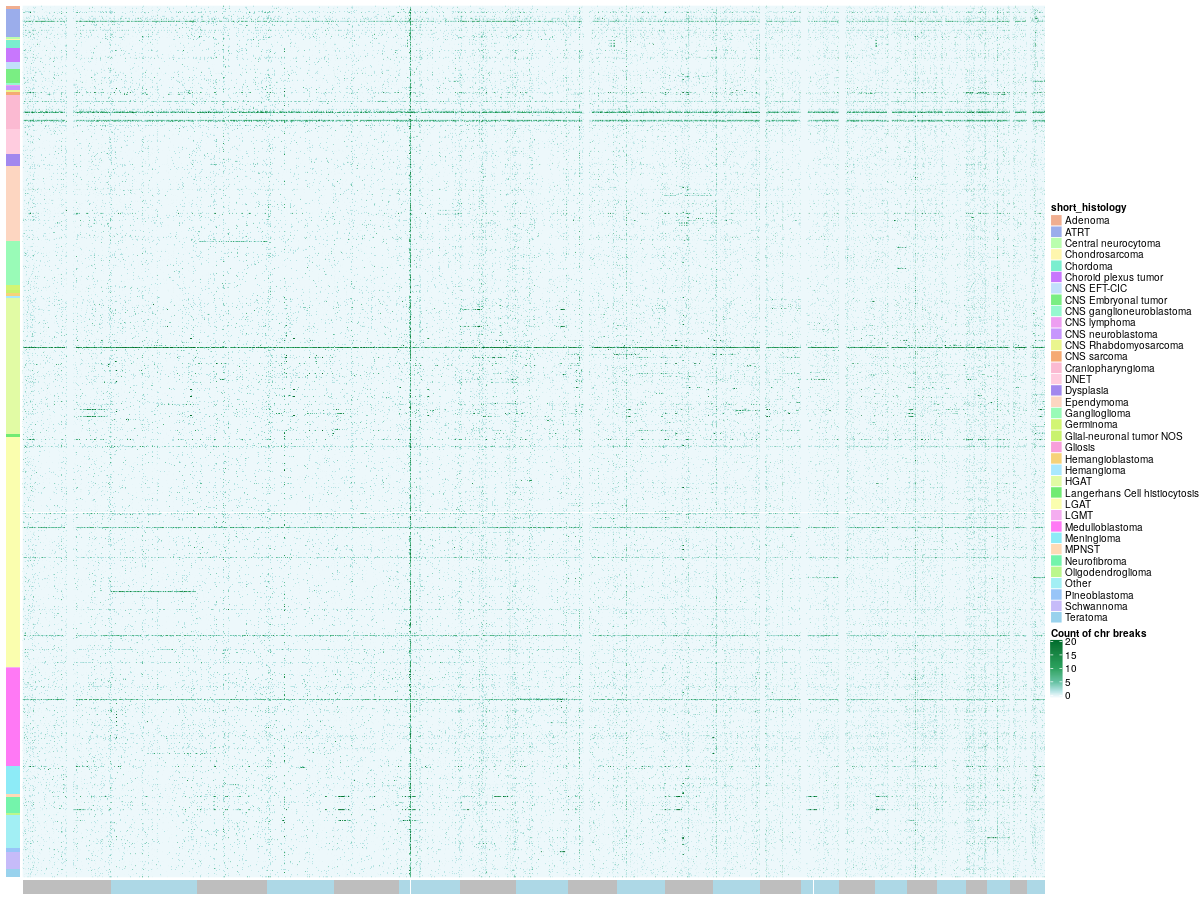 short_histology
Adenoma
ATRT
Central neurocytoma
Chondrosarcoma
Chordoma
Choroid plexus tumor
CNS EFT-CIC
CNS Embryonal tumor
CNS ganglioneuroblastoma
CNS lymphoma
CNS neuroblastoma
CNS Rhabdomyosarcoma
CNS sarcoma
Craniopharyngioma
DNET
Dysplasia
Ependymoma
Ganglioglioma
Germinoma
Glial-neuronal tumor NOS
Gliosis
Hemangioblastoma
Hemangioma
HGAT
Langerhans Cell histiocytosis
LGAT
LGMT
Medulloblastoma
Meningioma
MPNST
Neurofibroma
Oligodendroglioma
Other
Pineoblastoma
Schwannoma
Teratoma
Count of chr breaks
20
15
10
5
0